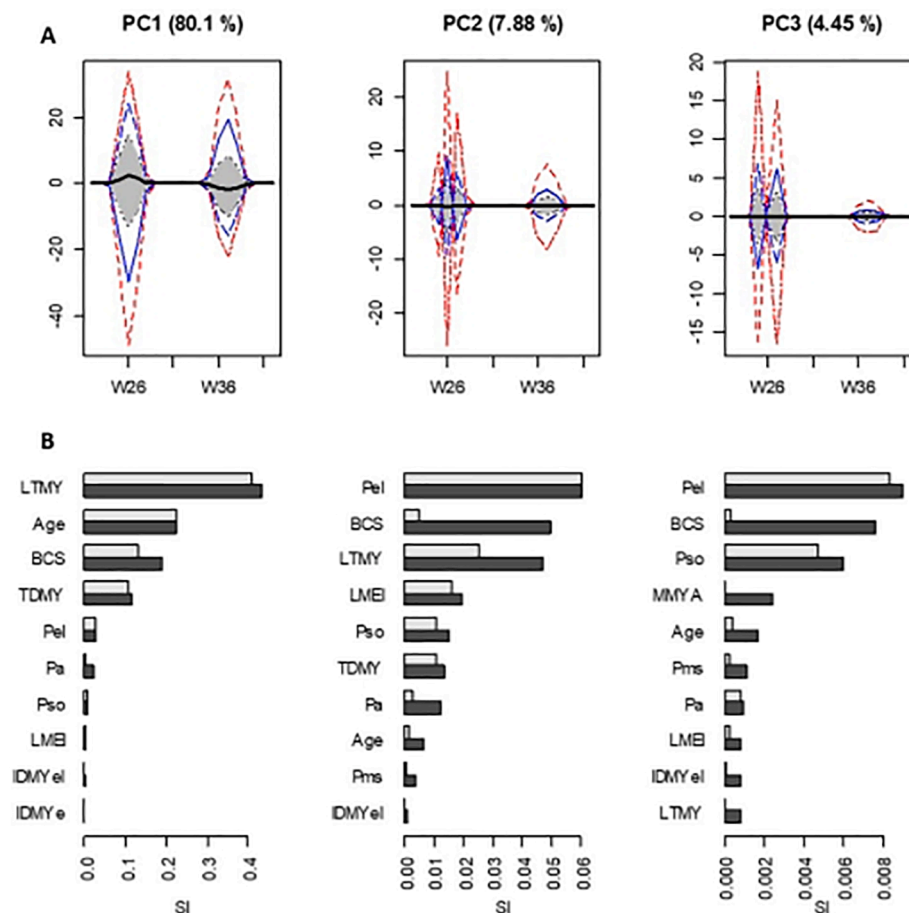 A
PC1 (80.1 %) PC2 (7.88 %) PC3 (4.45 %)
20
0
-20
-40
W26 W36
20
10
0
-10
-20
W26 W36
20
15
10
5
0
-5
-10
-15
W26 W36
B
LTMY
Age
BCS
TDMY
Pel
Pa
Pso
LMEI
IDMYel
IDMYe
0.0 0.1 0.2 0.3 0.4
SI
Pel
BCS
LTMY
LMEI
Pso
TDMY
Pa
Age
Pms
IDMYel
0.00 0.01 0.02 0.03 0.04 0.05 0.06
SI
Pel
BCS
Pso
MMYA
Age
Pms
Pa
LMEI
IDMYel
LTMY
0.000 0.002 0.004 0.006 0.008
SI